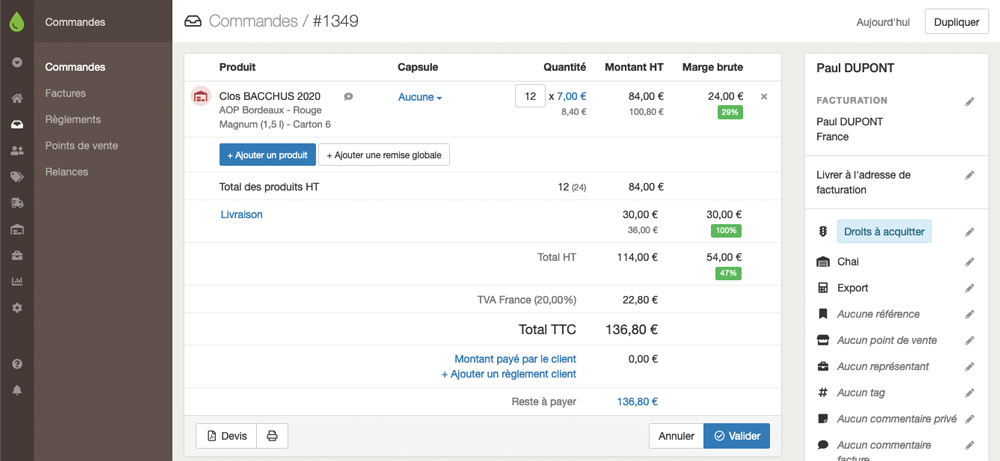 Commandes
Commandes / #1349
Aujourd'hui
Dupliquer
Commandes
Factures
Règlements
Points de vente
Relances
Produit Capsule Quantité Montant HT Marge brute
Clos BACCHUS 2020 Aucune 12 x 7,00 € 84,00 € 24,00 €
AOP Bordeaux - Rouge 8,40 € 100,80 € 29%
Magnum (1,5 l) - Carton 6
+ Ajouter un produit
+ Ajouter une remise globale
Total des produits HT 12 (24) 84,00 €
Livraison 30,00 € 30,00 €
36,00 € 100%
Total HT 114,00 € 54,00 €
47%
TVA France (20,00%) 22,80 €
Total TTC 136,80 €
Montant payé par le client 0,00 €
+ Ajouter un règlement client
Reste à payer 136,80 €
Devis
Annuler
Valider
Paul DUPONT
FACTURATION
Paul DUPONT
France
Livrer à l'adresse de
facturation
Droits à acquitter
Chai
Export
Aucune référence
Aucun point de vente
Aucun représentant
Aucun tag
Aucun commentaire privé
Aucun commentaire
facture